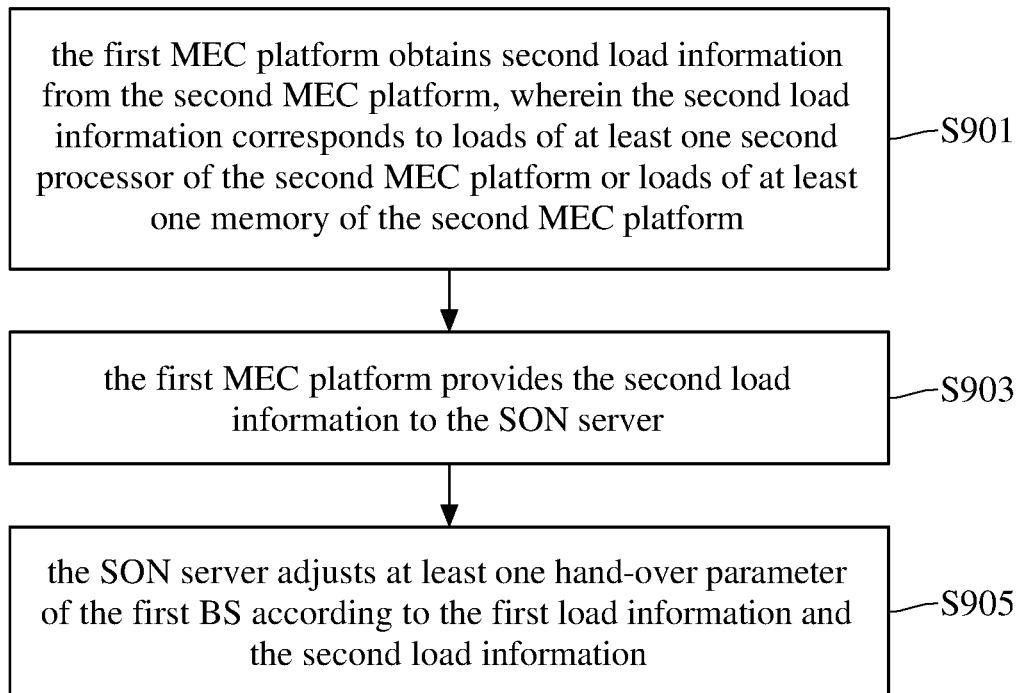 the first MEC platform obtains second load information
from the second MEC platform, wherein the second load
information corresponds to loads of at least one second
processor of the second MEC platform or loads of at least
one memory of the second MEC platform
S901
the first MEC platform provides the second load
information to the SON server
S903
the SON server adjusts at least one hand-over parameter
of the first BS according to the first load information and
the second load information
S905